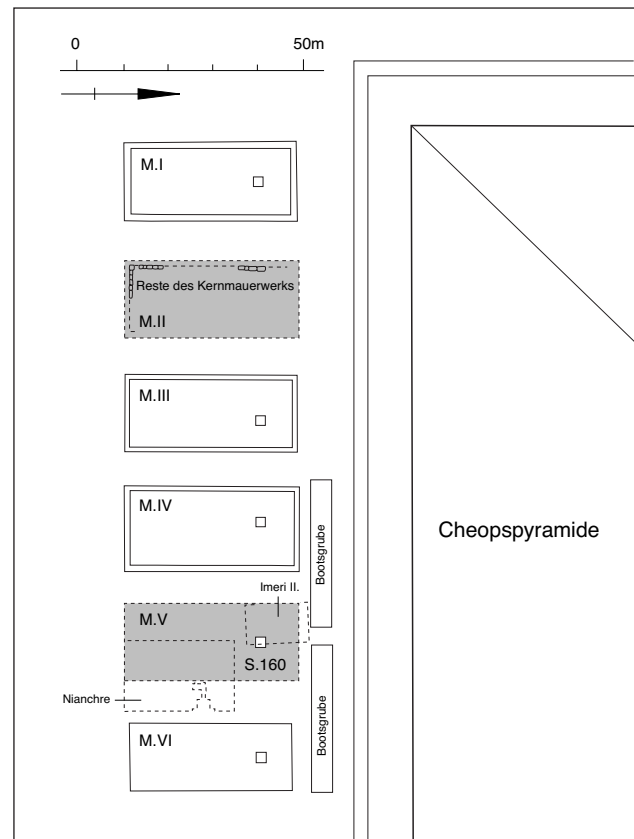 0
50m
M.I
Reste des Kernmauerwerks
M.II
M.III
M.IV
Bootsgrube
Cheopspyramide
Imeri II.
M.V
S.160
Nianchre
Bootsgrube
M.VI